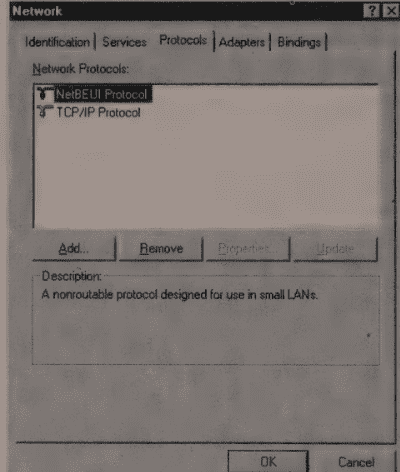 Network
Identification Services Protocols Adapters Bindings
Network Protocols:
NetBEUI Protocol
TCP/IP Protocol
Add... Remove Properties... Update
Description:
A nonroutable protocol designed for use in small LANs.
OK Cancel